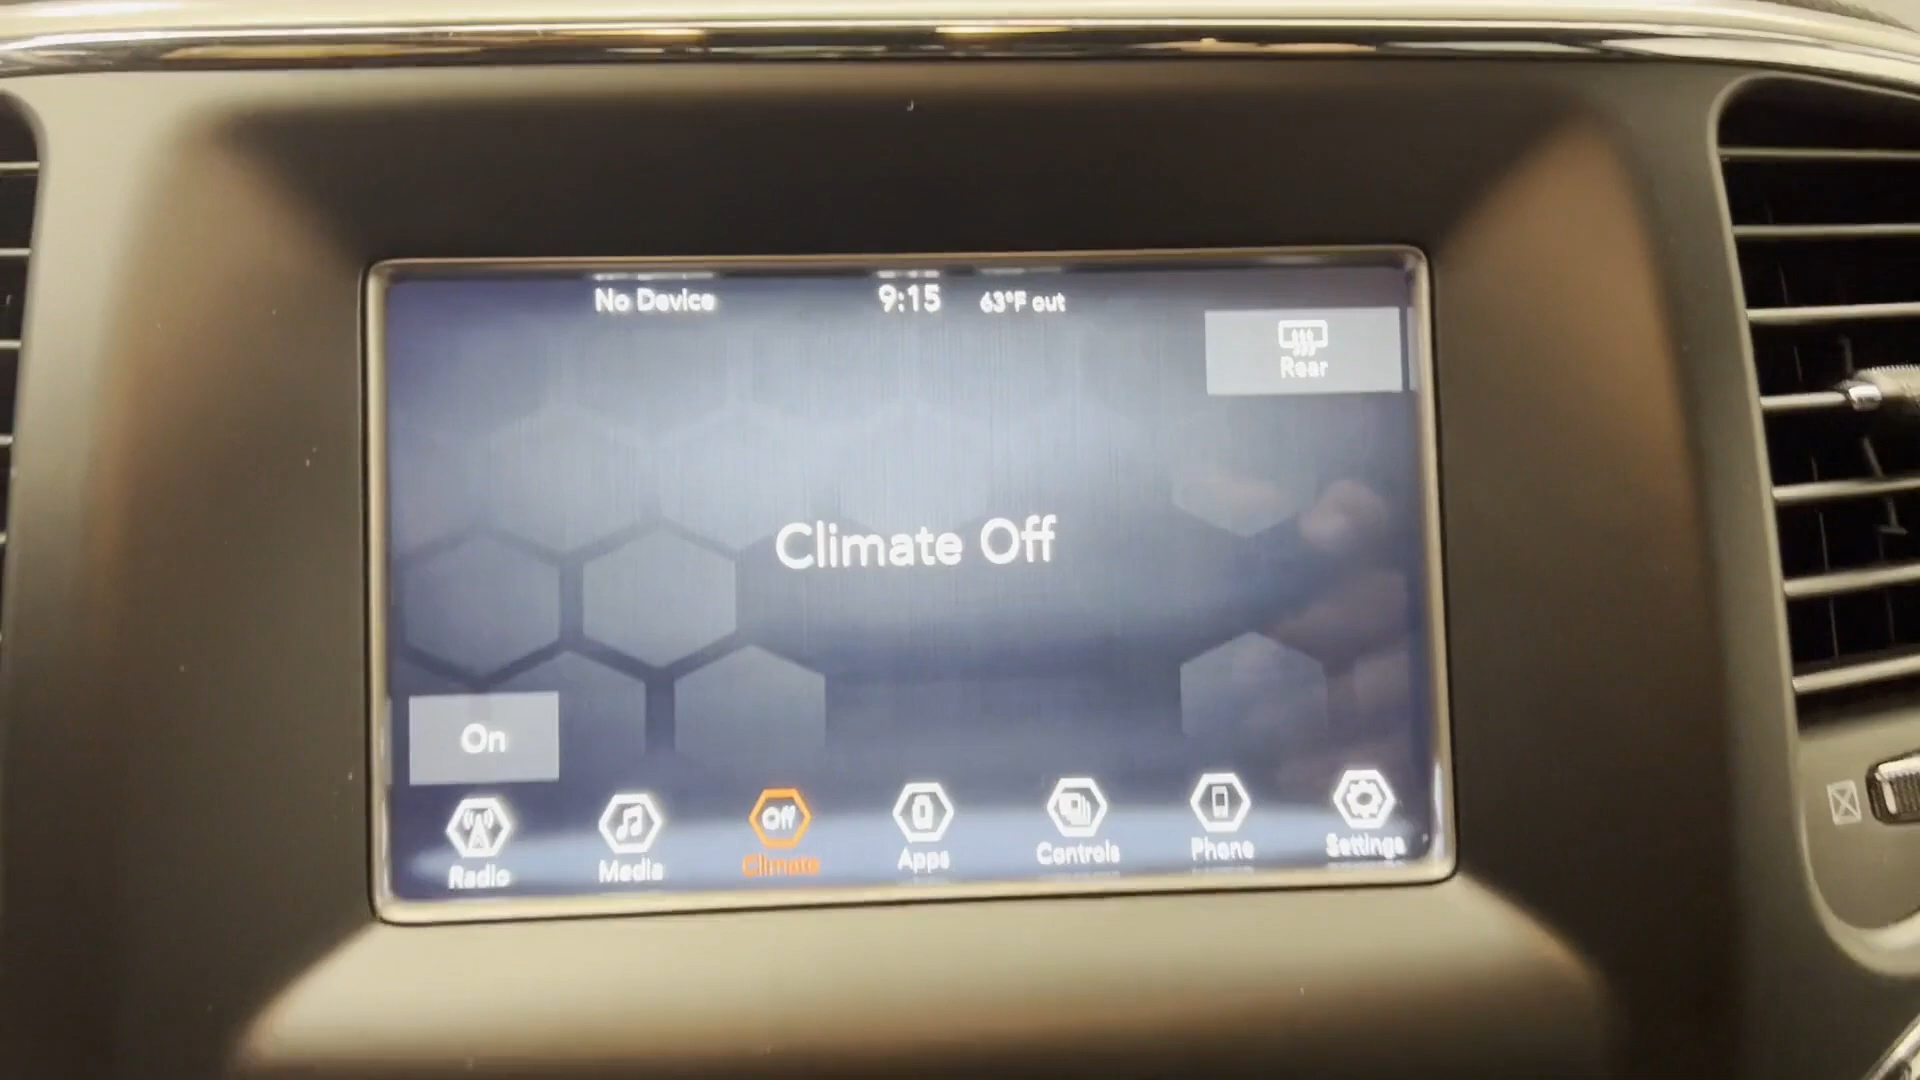 No Device 9:15 63°F out
Rear
Climate Off
On
Off
Radio Media Climate Apps Controls Phone Settings